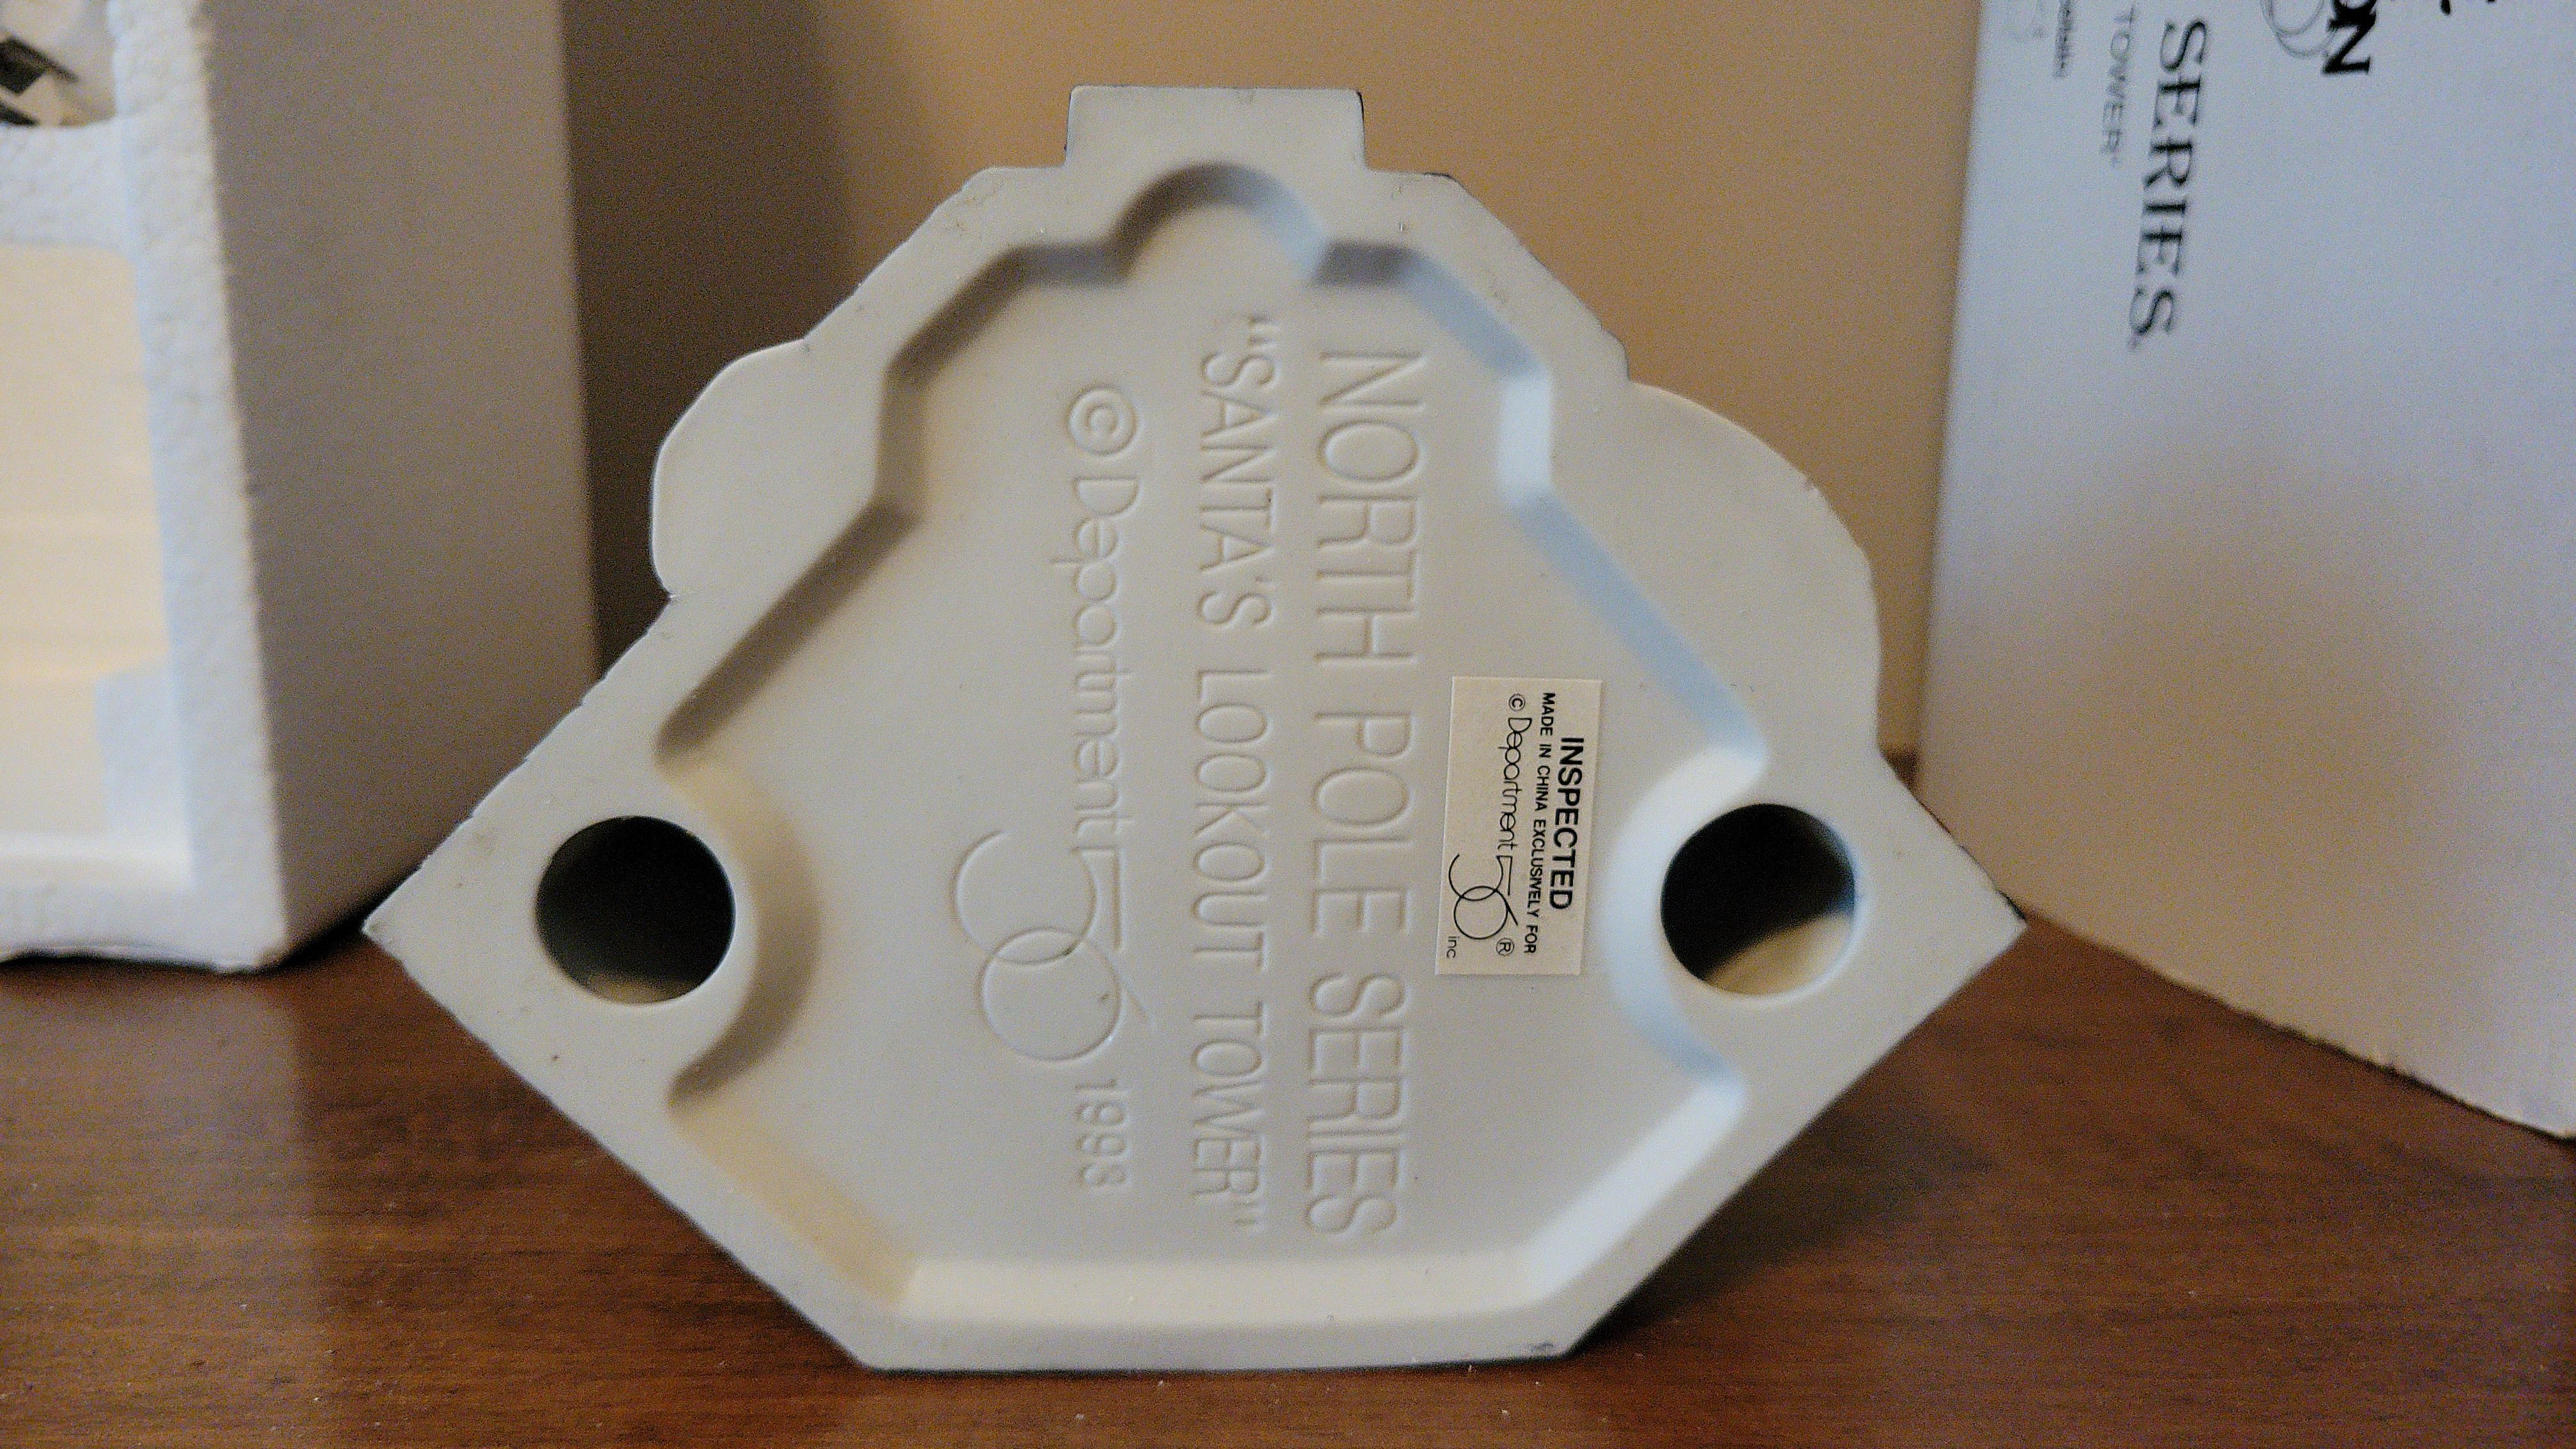 INSPECTED
MADE IN CHINA EXCLUSIVELY FOR
© Department 56 ® inc
NORTH POLE SERIES
"SANTA'S LOOKOUT TOWER"
© Department 56 1993
SERIES
TOWER"